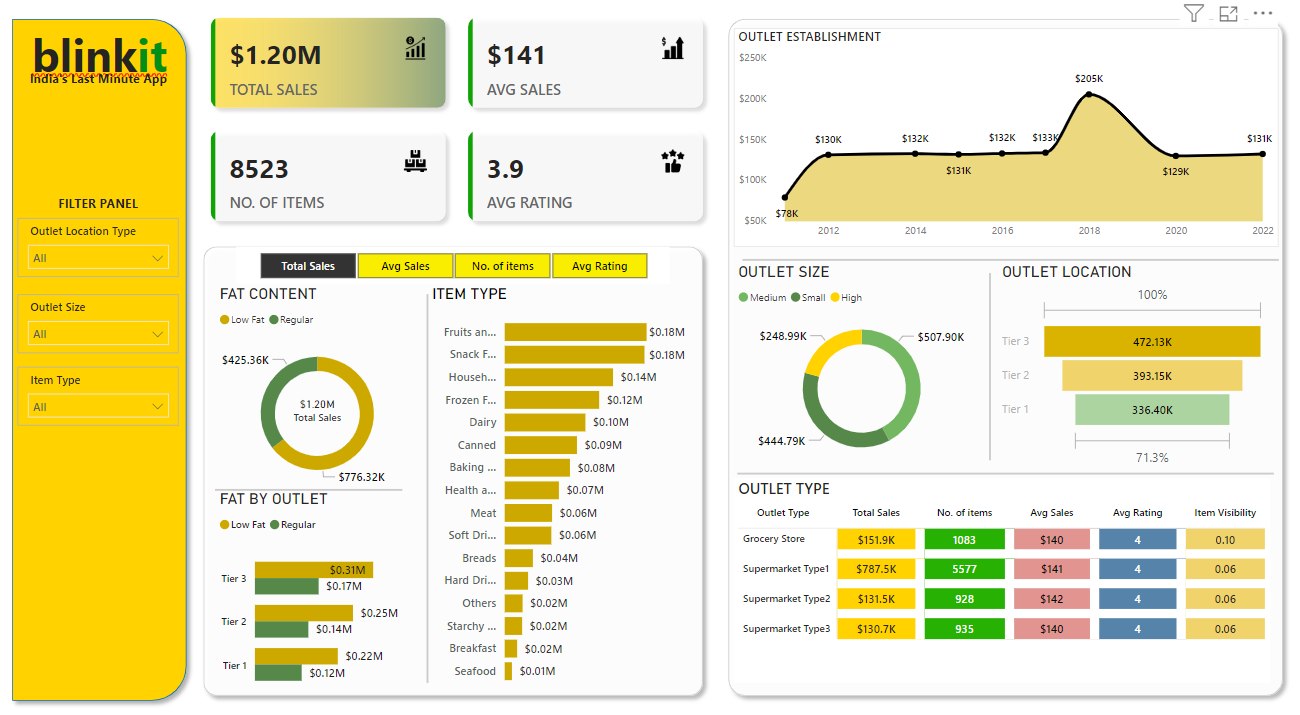 blinkit
India's Last Minute App
FILTER PANEL
Outlet Location Type
All
Outlet Size
All
Item Type
All
$1.20M
TOTAL SALES
$141
AVG SALES
8523
NO. OF ITEMS
3.9
AVG RATING
Total Sales Avg Sales No. of items Avg Rating
FAT CONTENT
Low Fat Regular
$425.36K
$1.20M
Total Sales
$776.32K
FAT BY OUTLET
Low Fat Regular
Tier 3 $0.31M
$0.17M
Tier 2 $0.25M
$0.14M
Tier 1 $0.22M
$0.12M
ITEM TYPE
Fruits an... $0.18M
Snack F... $0.18M
Househ... $0.14M
Frozen F... $0.12M
Dairy $0.10M
Canned $0.09M
Baking ... $0.08M
Health a... $0.07M
Meat $0.06M
Soft Dri... $0.06M
Breads $0.04M
Hard Dri... $0.03M
Others $0.02M
Starchy ... $0.02M
Breakfast $0.02M
Seafood $0.01M
OUTLET ESTABLISHMENT
$250K
$200K
$150K
$100K
$50K
$78K $130K $132K $131K $132K $133K $205K $129K $131K
2012 2014 2016 2018 2020 2022
OUTLET SIZE
Medium Small High
$248.99K
$507.90K
$444.79K
OUTLET LOCATION
100%
Tier 3 472.13K
Tier 2 393.15K
Tier 1 336.40K
71.3%
OUTLET TYPE
Outlet Type Total Sales No. of items Avg Sales Avg Rating Item Visibility
Grocery Store $151.9K 1083 $140 4 0.10
Supermarket Type1 $787.5K 5577 $141 4 0.06
Supermarket Type2 $131.5K 928 $142 4 0.06
Supermarket Type3 $130.7K 935 $140 4 0.06